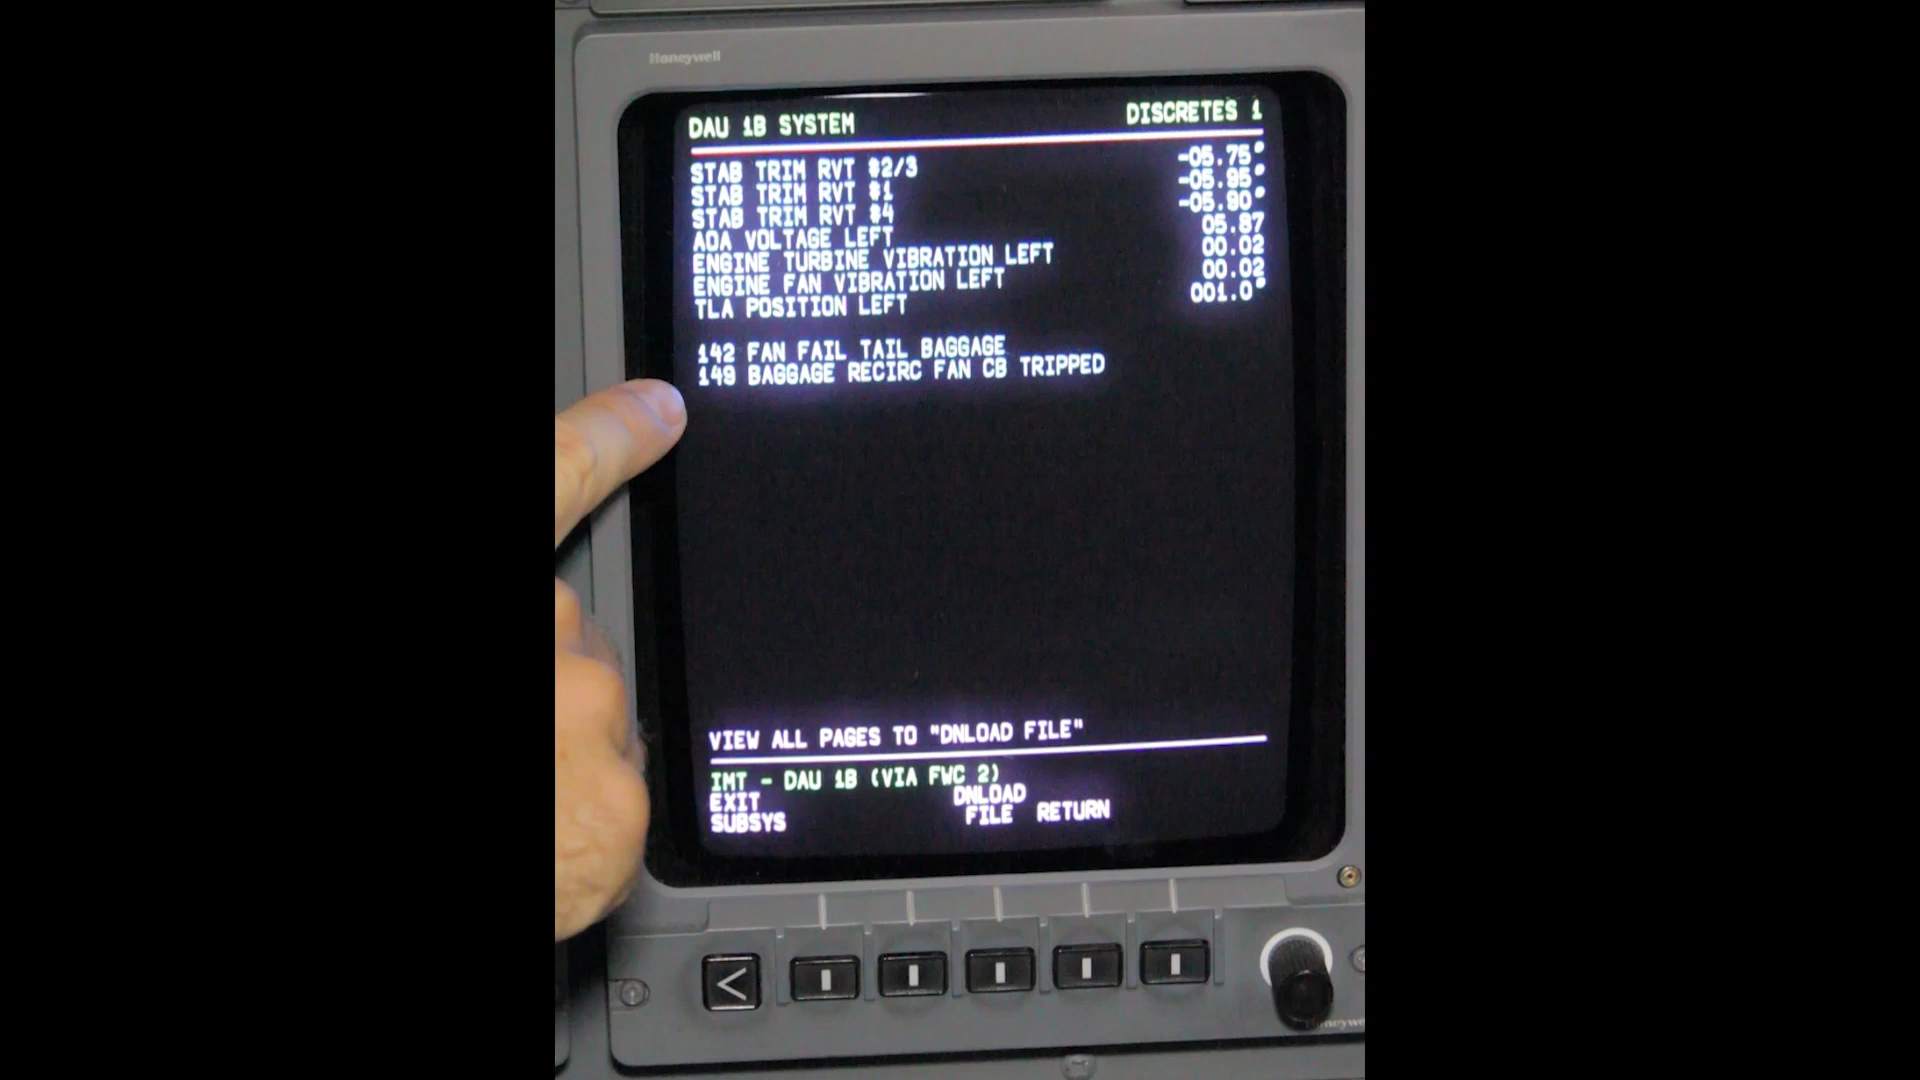 Honeywell
DAU 1B SYSTEM DISCRETES 1
STAB TRIM RVT #2/3 -05.75°
STAB TRIM RVT #1 -05.95°
STAB TRIM RVT #4 -05.90°
AOA VOLTAGE LEFT 05.87
ENGINE TURBINE VIBRATION LEFT 00.02
ENGINE FAN VIBRATION LEFT 00.02
TLA POSITION LEFT 001.0°
142 FAN FAIL TAIL BAGGAGE
149 BAGGAGE RECIRC FAN CB TRIPPED
VIEW ALL PAGES TO "DNLOAD FILE"
IMT - DAU 1B (VIA FWC 2)
EXIT DNLOAD
SUBSYS FILE RETURN
<